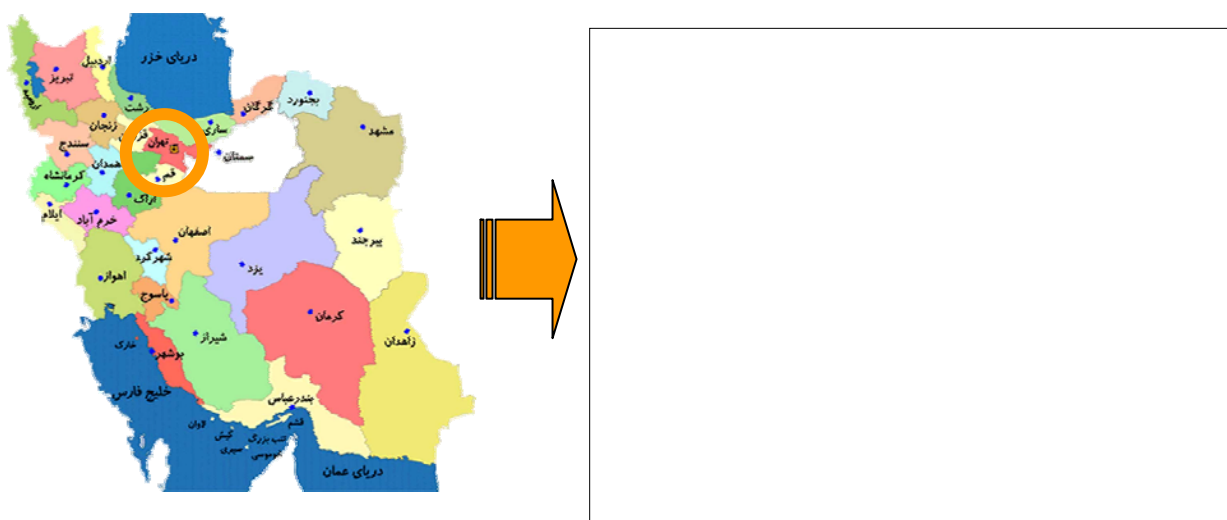 دریای خزر
اردبیل
تبریز
رشت
گرگان
بجنورد
زنجان
ساری
مشهد
تهران
سنندج
سمنان
همدان
قم
کرمانشاه
اراک
ایلام
خرم آباد
اصفهان
بیرجند
شهرکرد
یزد
اهواز
یاسوج
کرمان
شیراز
زاهدان
خارک
بوشهر
خلیج فارس
بندرعباس
قشم
لاوان
کیش
تنب بزرگ
سیری
ابوموسی
دریای عمان